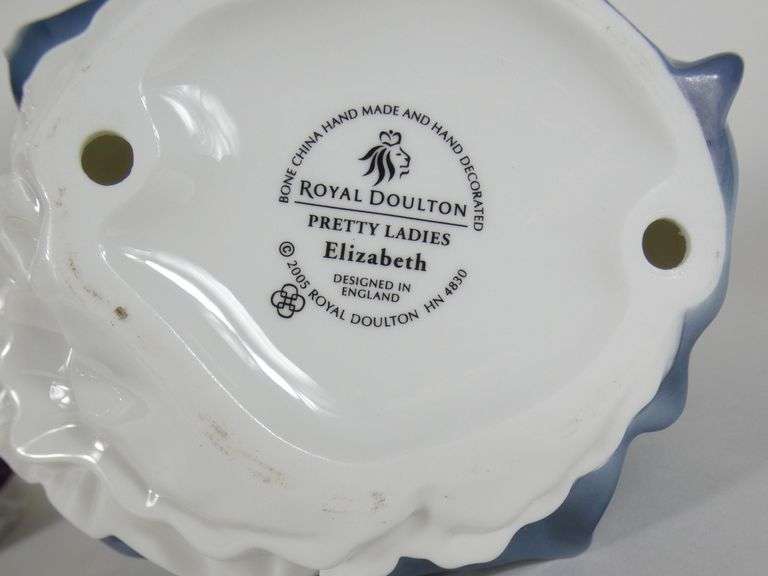 BONE CHINA HAND MADE AND HAND DECORATED
ROYAL DOULTON
PRETTY LADIES
Elizabeth
DESIGNED IN
ENGLAND
© 2005 ROYAL DOULTON HN 4830